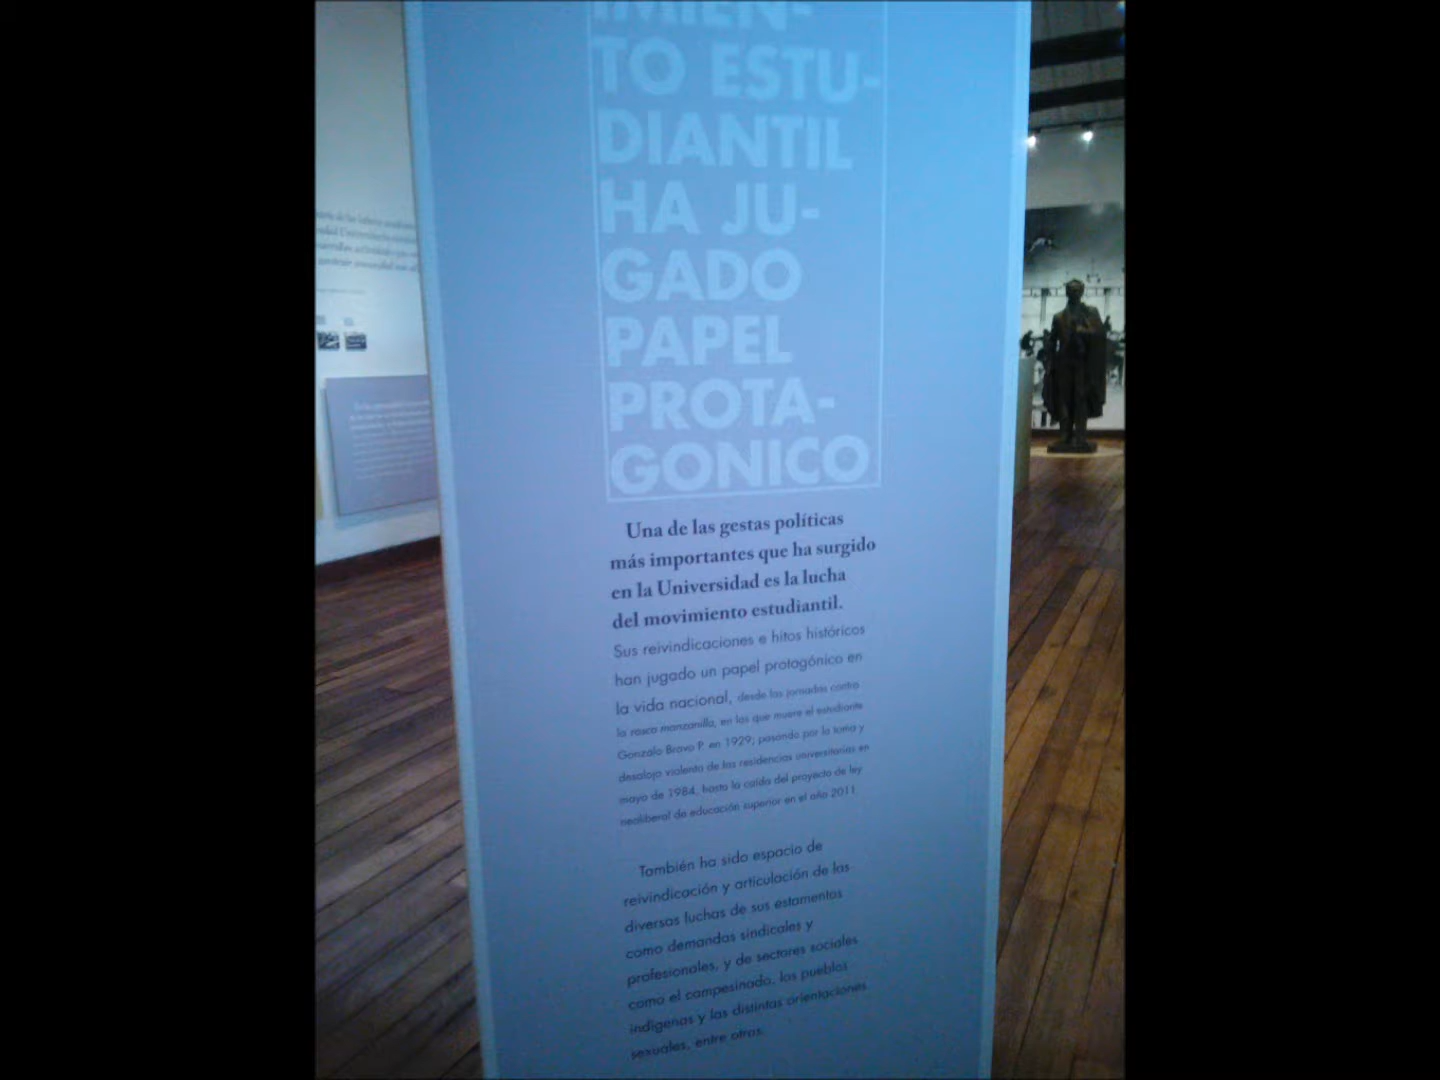 IMIEN-
TO ESTU-
DIANTIL
HA JU-
GADO
PAPEL
PROTA-
GONICO
Una de las gestas políticas
más importantes que ha surgido
en la Universidad es la lucha
del movimiento estudiantil.
Sus reivindicaciones e hitos históricos
han jugado un papel protagónico en
la vida nacional, desde las jornadas contra
la rosca manzanilla, en las que muere el estudiante
Gonzalo Bravo P. en 1929; pasando por la toma y
desalojo violento de las residencias universitarias en
mayo de 1984, hasta la caída del proyecto de ley
neoliberal de educación superior en el año 2011.
También ha sido espacio de
reivindicación y articulación de las
diversas luchas de sus estamentos
como demandas sindicales y
profesionales, y de sectores sociales
como el campesinado, los pueblos
indígenas y las distintas orientaciones
sexuales, entre otras.